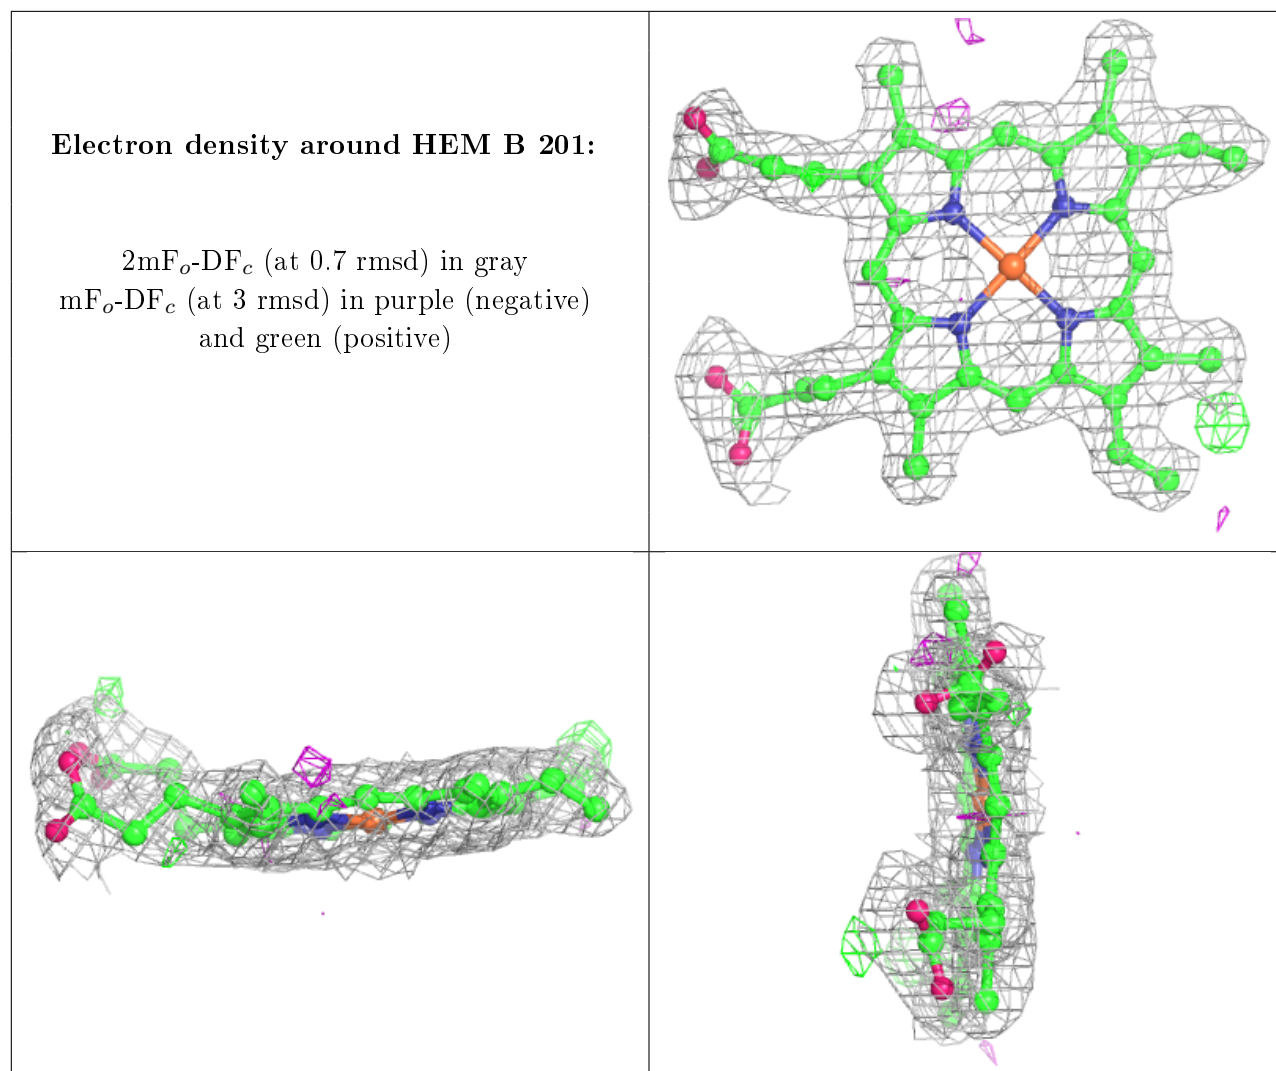 Electron density around HEM B 201:
2mFₒ-DF𝒸 (at 0.7 rmsd) in gray
mFₒ-DF𝒸 (at 3 rmsd) in purple (negative)
and green (positive)